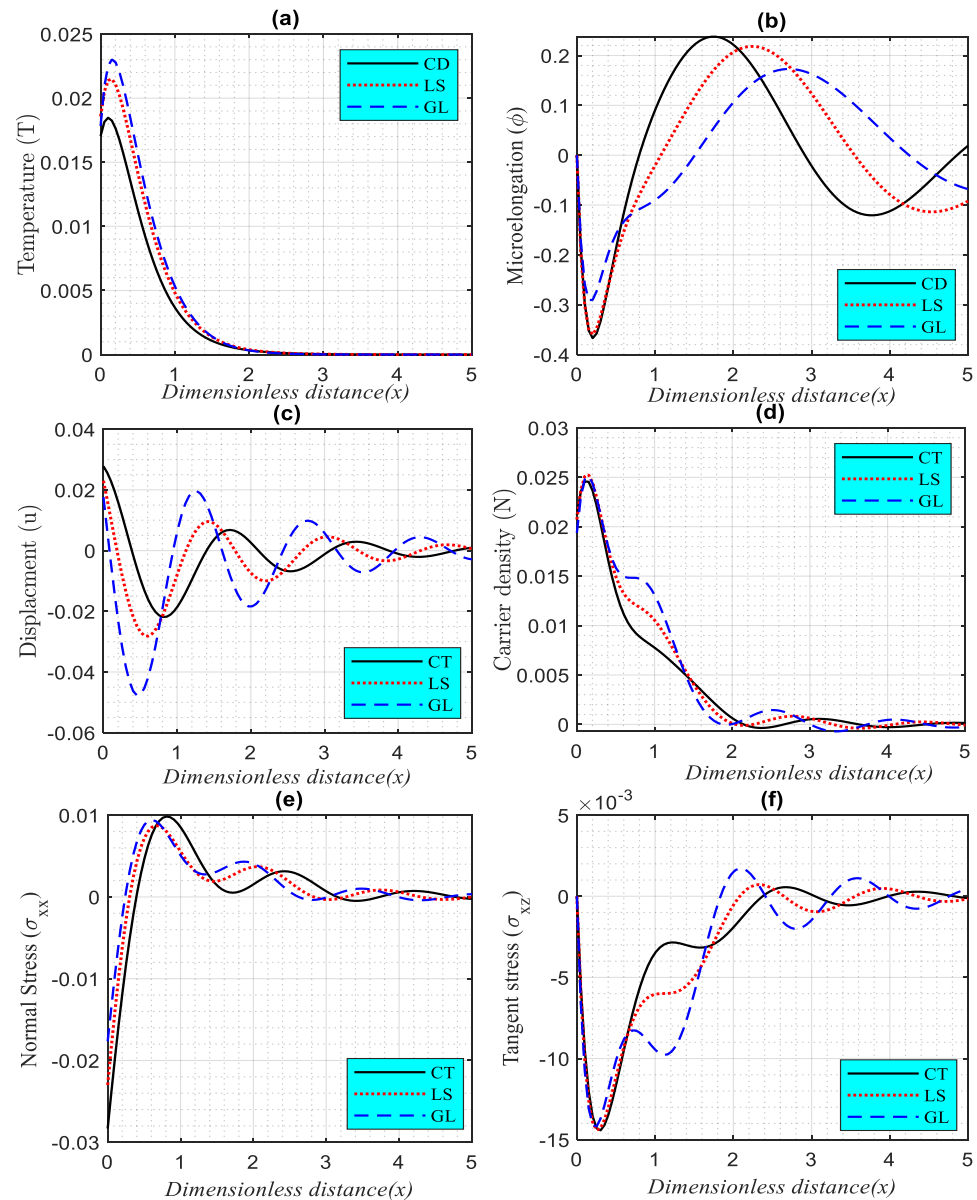 (a)
0.025
0.02
0.015
0.01
0.005
0
Temperature (T)
CD
LS
GL
0 1 2 3 4 5
Dimensionless distance(x)
(b)
0.2
0.1
0
-0.1
-0.2
-0.3
-0.4
Microelongation (ϕ)
CD
LS
GL
0 1 2 3 4 5
Dimensionless distance(x)
(c)
0.04
0.02
0
-0.02
-0.04
-0.06
Displacment (u)
CT
LS
GL
0 1 2 3 4 5
Dimensionless distance(x)
(d)
0.03
0.025
0.02
0.015
0.01
0.005
0
Carrier density (N)
CT
LS
GL
0 1 2 3 4 5
Dimensionless distance(x)
(e)
0.01
0
-0.01
-0.02
-0.03
Normal Stress (σxx)
CT
LS
GL
0 1 2 3 4 5
Dimensionless distance(x)
(f)
×10-3
5
0
-5
-10
-15
Tangent stress (σxz)
CT
LS
GL
0 1 2 3 4 5
Dimensionless distance(x)